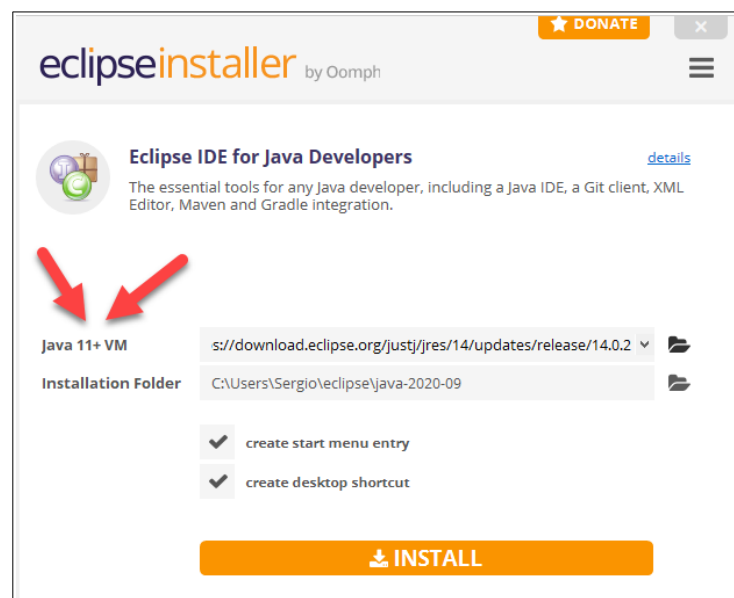 DONATE
eclipseinstaller by Oomph
Eclipse IDE for Java Developers
details
The essential tools for any Java developer, including a Java IDE, a Git client, XML
Editor, Maven and Gradle integration.
Java 11+ VM
s://download.eclipse.org/justj/jres/14/updates/release/14.0.2
Installation Folder
C:\Users\Sergio\eclipse\java-2020-09
create start menu entry
create desktop shortcut
INSTALL